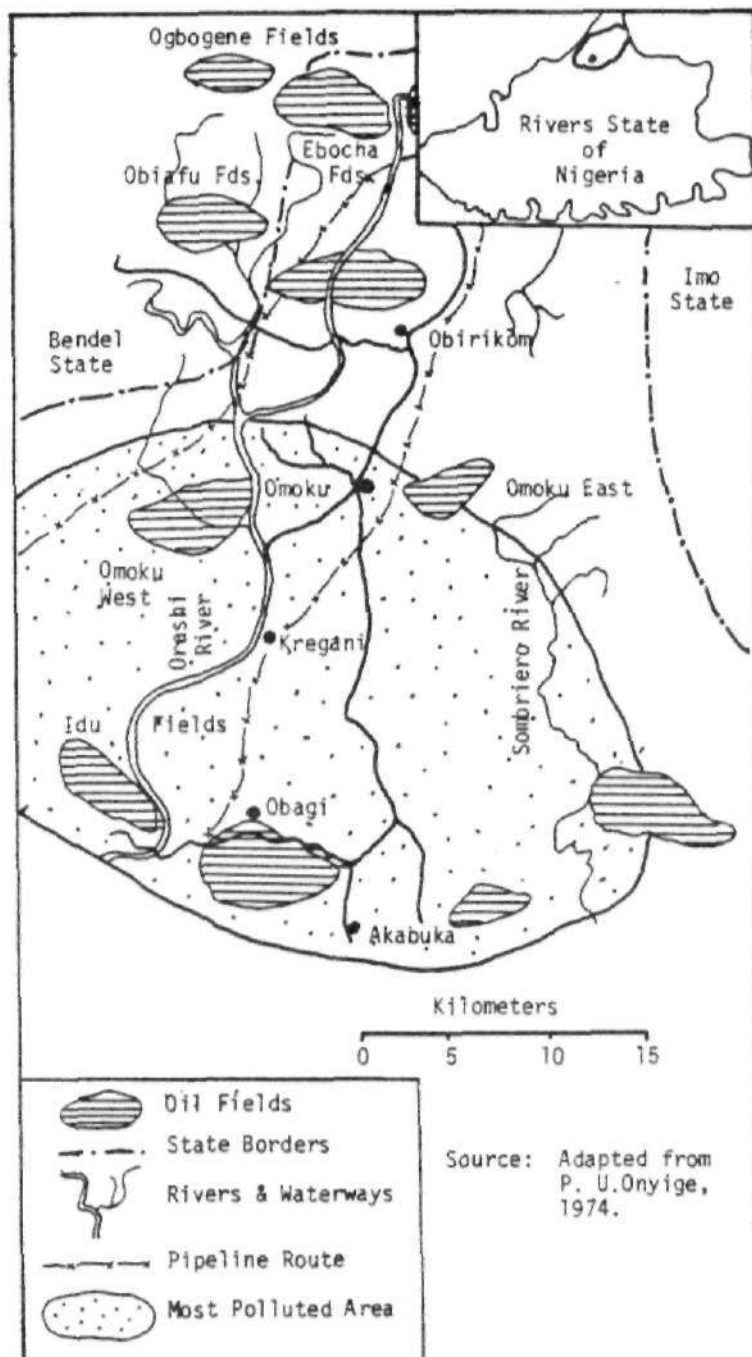 Ogbogene Fields
Rivers State
of
Nigeria
Ebocha
Fds.
Obiafu Fds.
Imo
State
Bendel
State
Obirikom
Omoku
Omoku East
Omoku
West
Orashi
River
Kregani
Sombriero River
Idu
Fields
Obagi
Akabuka
Kilometers
0 5 10 15
Oil Fields
State Borders
Rivers & Waterways
Pipeline Route
Most Polluted Area
Source: Adapted from
P. U.Onyige,
1974.